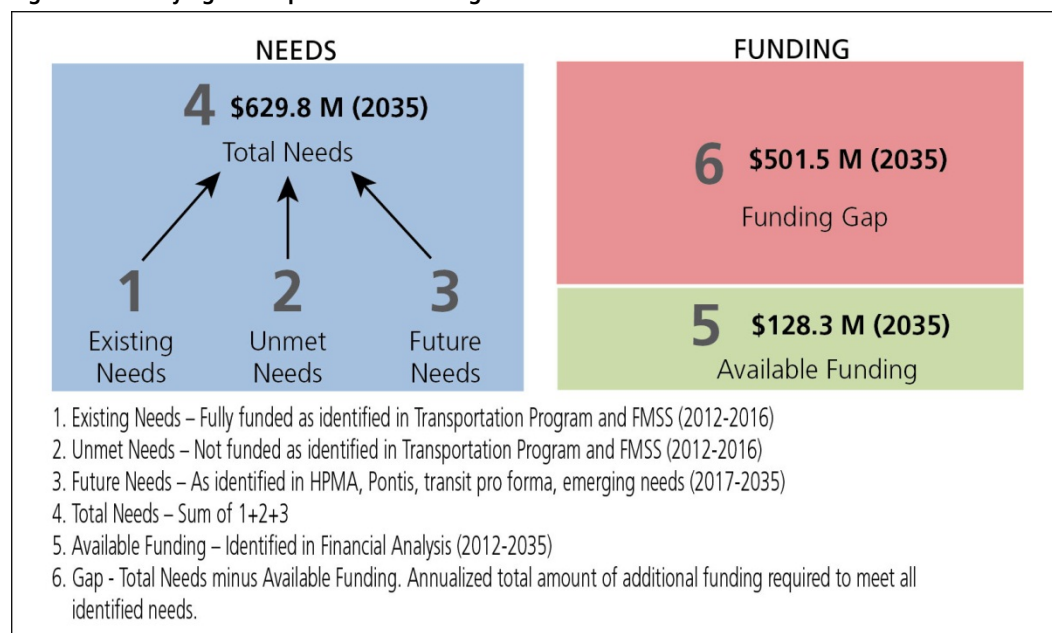 NEEDS
4 $629.8 M (2035)
Total Needs
1
Existing
Needs
2
Unmet
Needs
3
Future
Needs
FUNDING
6 $501.5 M (2035)
Funding Gap
5 $128.3 M (2035)
Available Funding
1. Existing Needs – Fully funded as identified in Transportation Program and FMSS (2012-2016)
2. Unmet Needs – Not funded as identified in Transportation Program and FMSS (2012-2016)
3. Future Needs – As identified in HPMA, Pontis, transit pro forma, emerging needs (2017-2035)
4. Total Needs – Sum of 1+2+3
5. Available Funding – Identified in Financial Analysis (2012-2035)
6. Gap - Total Needs minus Available Funding. Annualized total amount of additional funding required to meet all
identified needs.